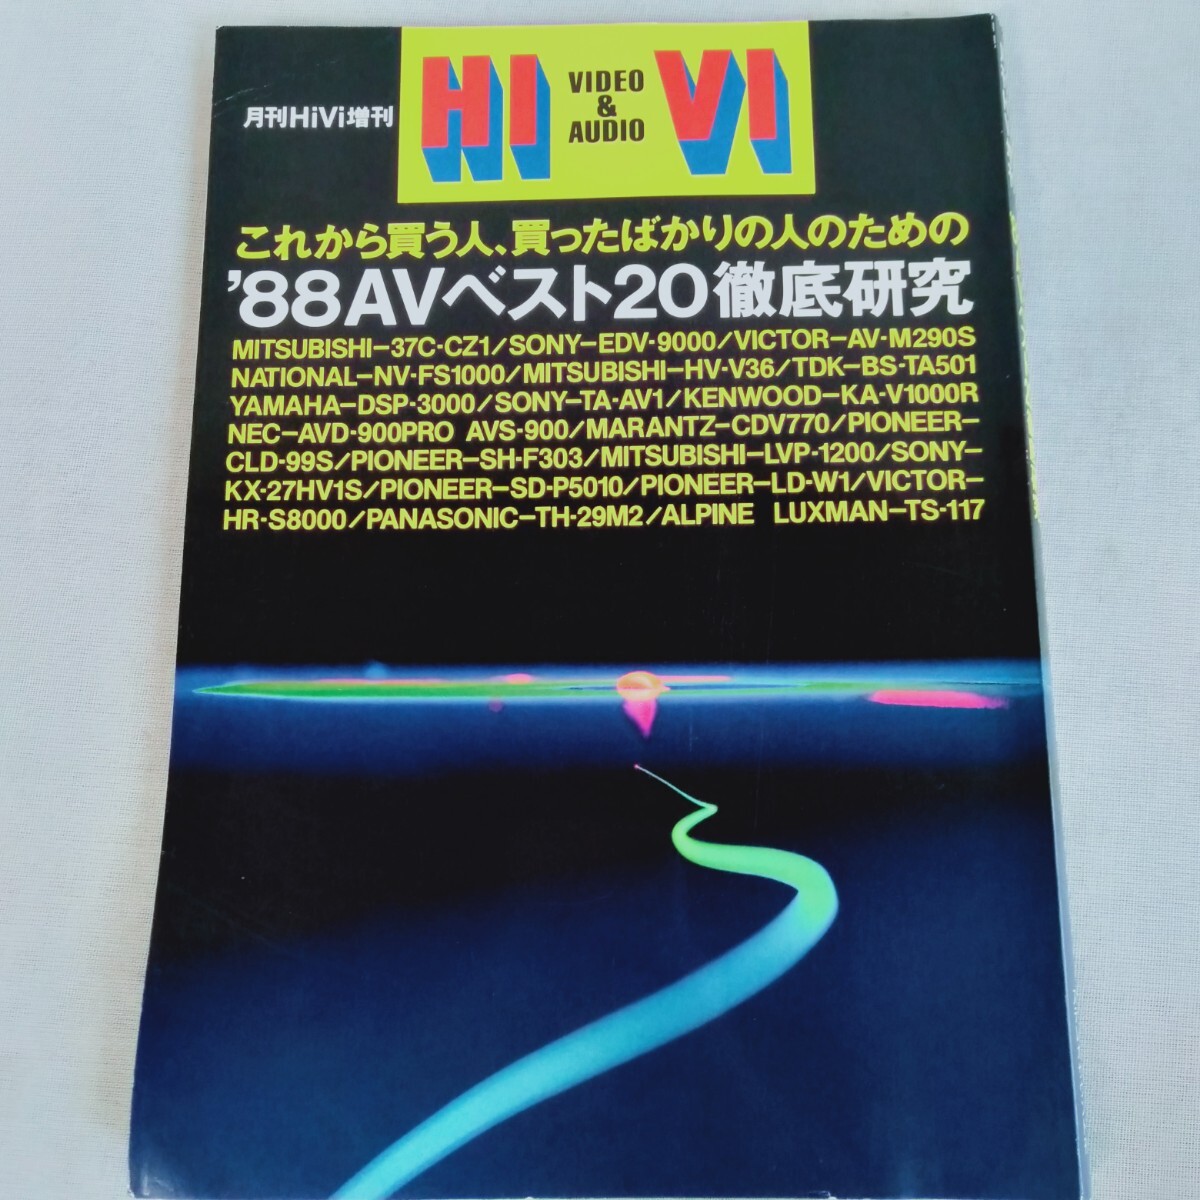 月刊HiVi増刊
HI VIDEO & AUDIO VI
これから買う人、買ったばかりの人のための
'88AVベスト20徹底研究
MITSUBISHI–37C-CZ1/SONY–EDV-9000/VICTOR–AV-M290S
NATIONAL–NV-FS1000/MITSUBISHI–HV-V36/TDK–BS-TA501
YAMAHA–DSP-3000/SONY–TA-AV1/KENWOOD–KA-V1000R
NEC–AVD-900PRO AVS-900/MARANTZ–CDV770/PIONEER–
CLD-99S/PIONEER–SH-F303/MITSUBISHI–LVP-1200/SONY–
KX-27HV1S/PIONEER–SD-P5010/PIONEER–LD-W1/VICTOR–
HR-S8000/PANASONIC–TH-29M2/ALPINE LUXMAN–TS-117